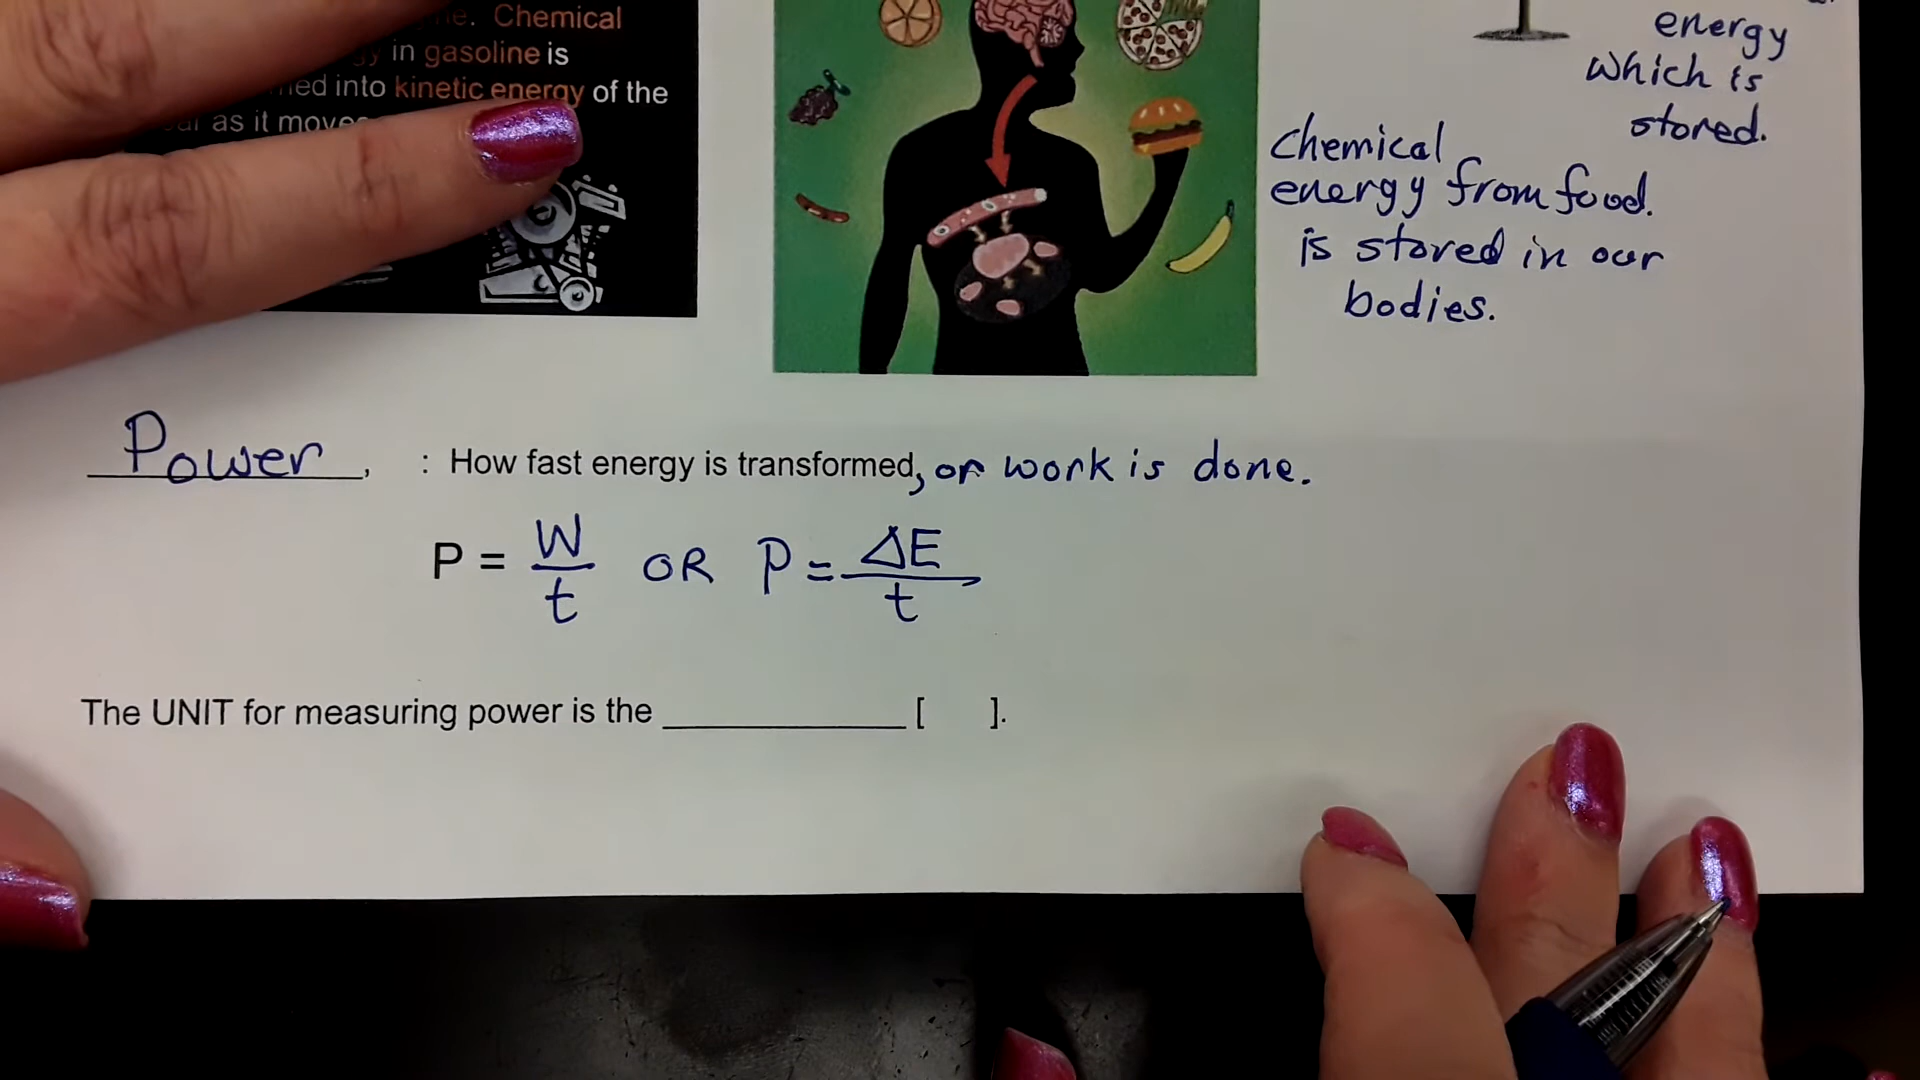 Chemical
in gasoline is
into kinetic energy of the
as it moves
energy
which is
stored.
Chemical
energy from food.
is stored in our
bodies.
Power, : How fast energy is transformed, or work is done.
P = W/t OR P = ΔE/t
The UNIT for measuring power is the ____________ [ ].